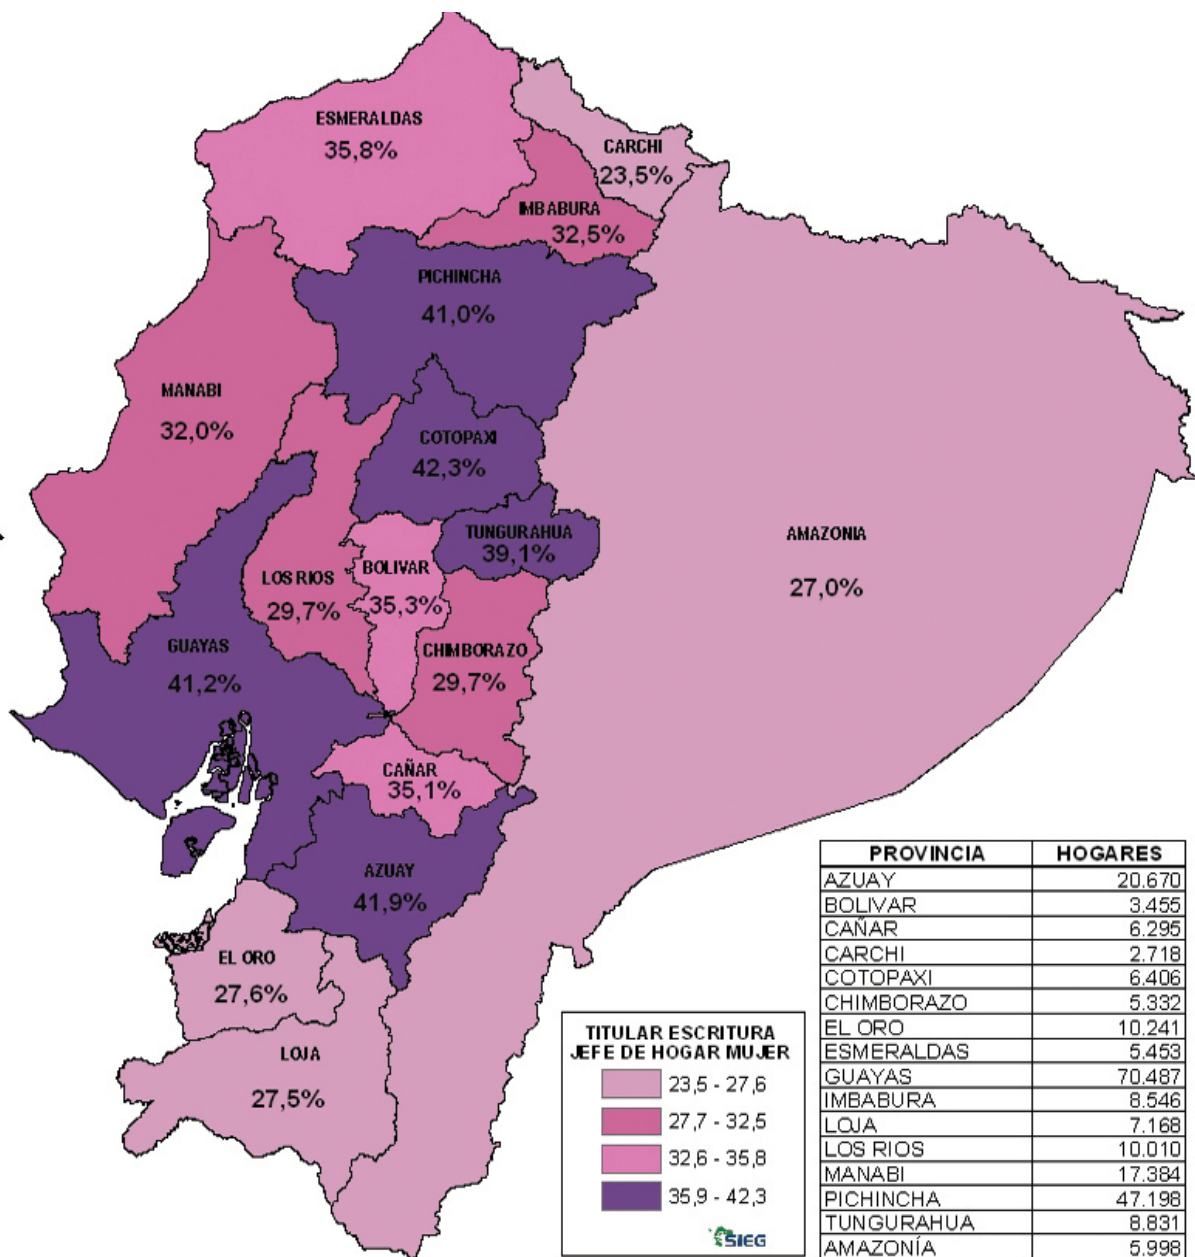 ESMERALDAS
35,8%
CARCHI
23,5%
IMBABURA
32,5%
PICHINCHA
41,0%
MANABI
32,0%
COTOPAXI
42,3%
TUNGURAHUA
39,1%
AMAZONIA
27,0%
BOLIVAR
35,3%
LOS RIOS
29,7%
GUAYAS
41,2%
CHIMBORAZO
29,7%
CAÑAR
35,1%
AZUAY
41,9%
EL ORO
27,6%
LOJA
27,5%
TITULAR ESCRITURA
JEFE DE HOGAR MUJER
23,5 - 27,6
27,7 - 32,5
32,6 - 35,8
35,9 - 42,3
SIEG
PROVINCIA HOGARES
AZUAY 20.670
BOLIVAR 3.455
CAÑAR 6.295
CARCHI 2.718
COTOPAXI 6.406
CHIMBORAZO 5.332
EL ORO 10.241
ESMERALDAS 5.453
GUAYAS 70.487
IMBABURA 8.546
LOJA 7.168
LOS RIOS 10.010
MANABI 17.384
PICHINCHA 47.198
TUNGURAHUA 8.831
AMAZONÍA 5.998